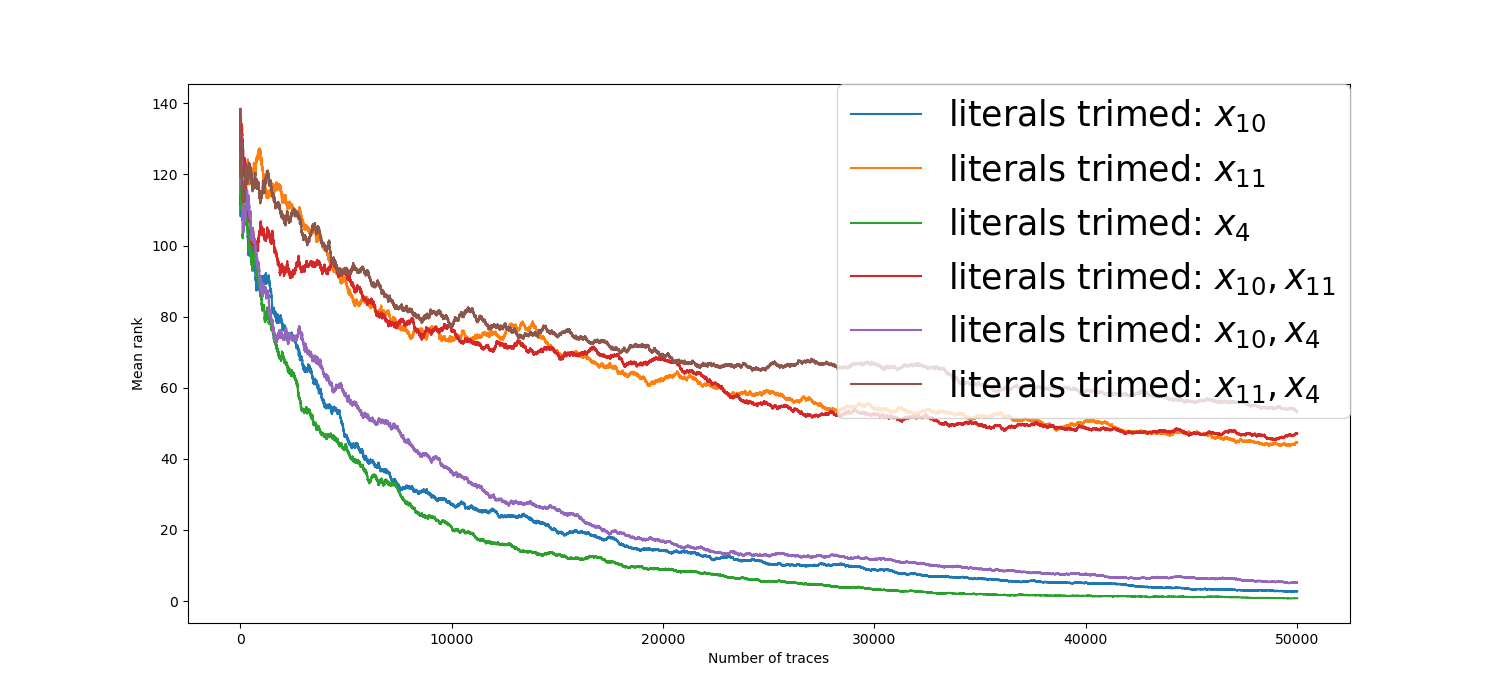 140
120
100
80
60
40
20
0
Mean rank
0 10000 20000 30000 40000 50000
Number of traces
literals trimed: x₁₀
literals trimed: x₁₁
literals trimed: x₄
literals trimed: x₁₀, x₁₁
literals trimed: x₁₀, x₄
literals trimed: x₁₁, x₄